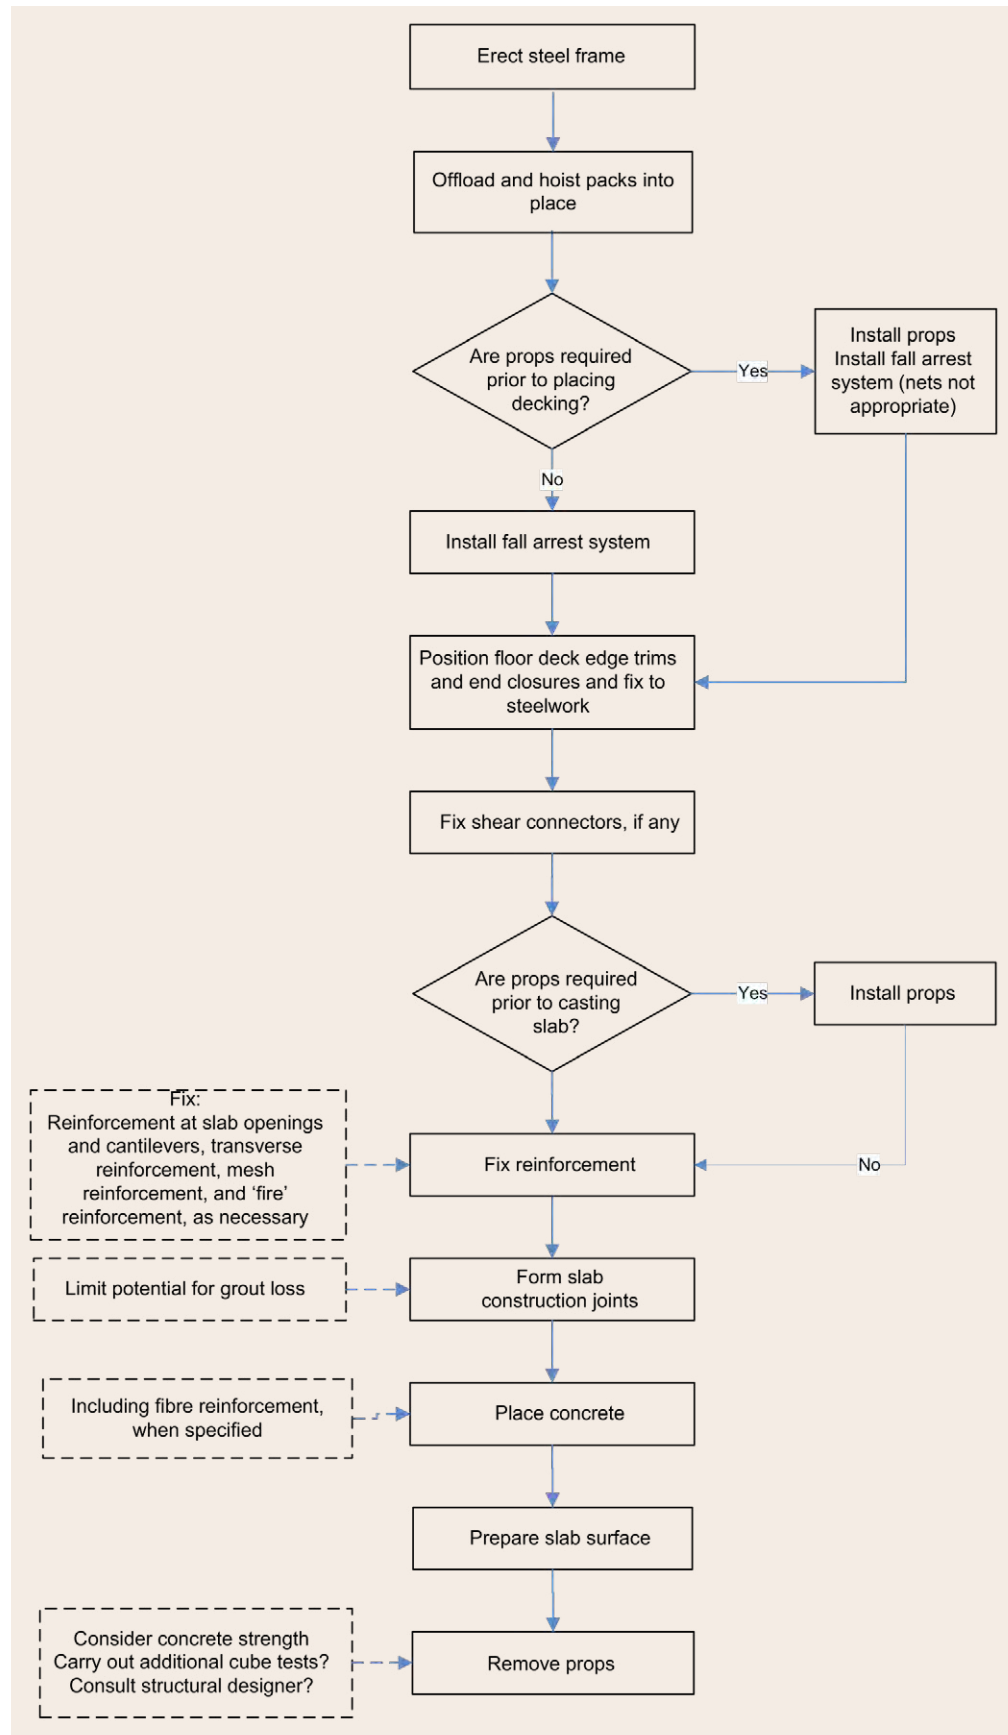 Erect steel frame
Offload and hoist packs into
place
Are props required
prior to placing
decking?
Yes
Install props
Install fall arrest
system (nets not
appropriate)
No
Install fall arrest system
Position floor deck edge trims
and end closures and fix to
steelwork
Fix shear connectors, if any
Are props required
prior to casting
slab?
Yes
Install props
Fix:
Reinforcement at slab openings
and cantilevers, transverse
reinforcement, mesh
reinforcement, and ‘fire’
reinforcement, as necessary
Fix reinforcement
No
Limit potential for grout loss
Form slab
construction joints
Including fibre reinforcement,
when specified
Place concrete
Prepare slab surface
Consider concrete strength
Carry out additional cube tests?
Consult structural designer?
Remove props